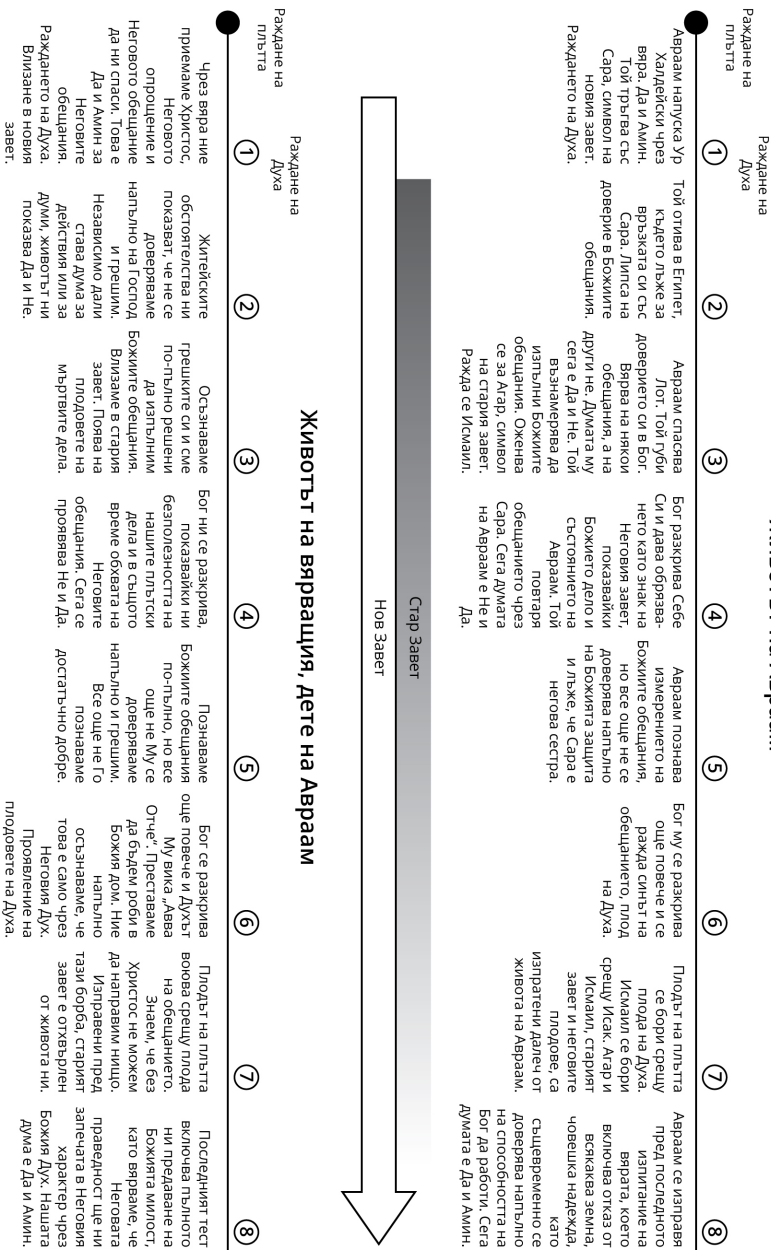 Раждане на
плътта
Раждане на
Духа
1
2
3
4
5
6
7
8
Авраам напуска Ур
Халдейски чрез
вяра. Да и Амин.
Той тръгва със
Сара, символ на
новия завет.
Раждането на Духа.
Той отива в Египет,
където лъже за
връзката си със
Сара. Липса на
доверие в Божиите
обещания.
Авраам спасява
Лот. Той губи
доверието си в Бог.
Вярва на някои
обещания, а на
други не. Думата му
сега е Да и Не. Той
възнамерява да
изпълни Божиите
обещания. Оженва
се за Агар, символ
на стария завет.
Ражда се Исмаил.
Бог разкрива Себе
Си и дава обрязва-
нето като знак на
Неговия завет,
показвайки
Божието дело и
състоянието на
Авраам. Той
повтаря
обещанието чрез
Сара. Сега думата
на Авраам е Не и
Да.
Авраам познава
измерението на
Божиите обещания,
но все още не се
доверява напълно
на Божията защита
и лъже, че Сара е
негова сестра.
Бог му се разкрива
още повече и се
ражда синът на
обещанието, плод
на Духа.
Плодът на плътта
се бори срещу
плода на Духа.
Исмаил се бори
срещу Исак. Агар и
Исмаил, старият
завет и неговите
плодове, са
изпратени далеч от
живота на Авраам.
Авраам се изправя
пред последното
изпитание на
вярата, което
включва отказ от
всякаква земна,
човешка надежда,
като
същевременно се
доверява напълно
на способността на
Бог да работи. Сега
думата е Да и Амин.
Стар Завет
Нов Завет
Животът на вярващия, дете на Авраам
Раждане на
плътта
Раждане на
Духа
1
2
3
4
5
6
7
8
Чрез вяра ние
приемаме Христос,
Неговото
опрощение и
Неговото обещание
да ни спаси. Това е
Да и Амин за
Неговите
обещания.
Раждането на Духа.
Влизане в новия
завет.
Житейските
обстоятелства ни
показват, че не се
доверяваме
напълно на Господ
и грешим.
Независимо дали
става дума за
действия или за
думи, животът ни
показва Да и Не.
Осъзнаваме
грешките си и сме
по-пълно решени
да изпълним
Божиите обещания.
Влизаме в стария
завет. Поява на
плодовете на
мъртвите дела.
Бог ни се разкрива,
показвайки ни
безполезността на
нашите плътски
дела и в същото
време обхвата на
Неговите
обещания. Сега се
проявява Не и Да.
Познаваме
Божиите обещания
по-пълно, но все
още не Му се
доверяваме
напълно и грешим.
Все още не Го
познаваме
достатъчно добре.
Бог се разкрива
още повече и Духът
Му вика „Авва
Отче“. Преставаме
да бъдем роби в
Божия дом. Ние
напълно
осъзнаваме, че
това е само чрез
Неговия Дух.
Проявление на
плодовете на Духа.
Плодът на плътта
воюва срещу плода
на обещанието.
Знаем, че без
Христос не можем
да направим нищо.
Изправени пред
тази борба, старият
завет е отхвърлен
от живота ни.
Последният тест
включва пълното
ни предаване на
Божията милост,
като вярваме, че
Неговата
праведност ще ни
запечата в Неговия
характер чрез
Божия Дух. Нашата
дума е Да и Амин.